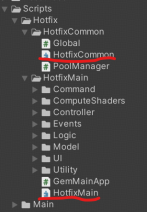 Scripts
Hotfix
HotfixCommon
Global
HotfixCommon
PoolManager
HotfixMain
Command
ComputeShaders
Controller
Events
Logic
Model
UI
Utility
GemMainApp
HotfixMain
Main